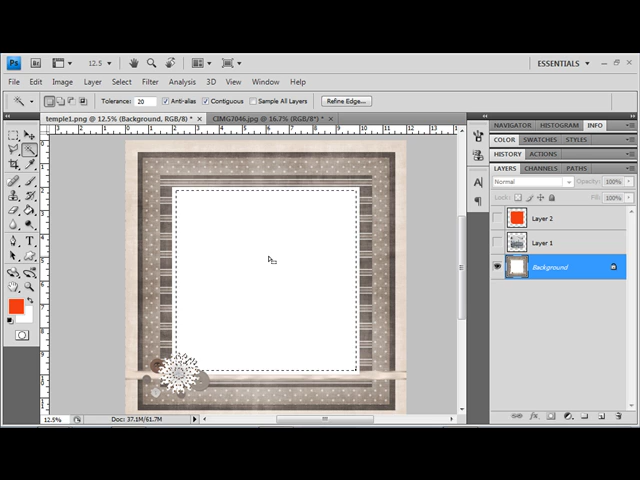 Ps Br 12.5 ESSENTIALS
File Edit Image Layer Select Filter Analysis 3D View Window Help
Tolerance: 20 Anti-alias Contiguous Sample All Layers Refine Edge...
temple1.png @ 12.5% (Background, RGB/8) * CIMG7046.jpg @ 16.7% (RGB/8*) *
NAVIGATOR HISTOGRAM INFO
COLOR SWATCHES STYLES
HISTORY ACTIONS
LAYERS CHANNELS PATHS
Normal Opacity: 100%
Lock: Fill: 100%
Layer 2
Layer 1
Background
12.5% Doc: 37.1M/61.7M